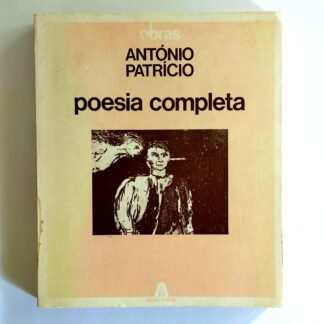 obras
ANTÓNIO
PATRÍCIO
poesia completa